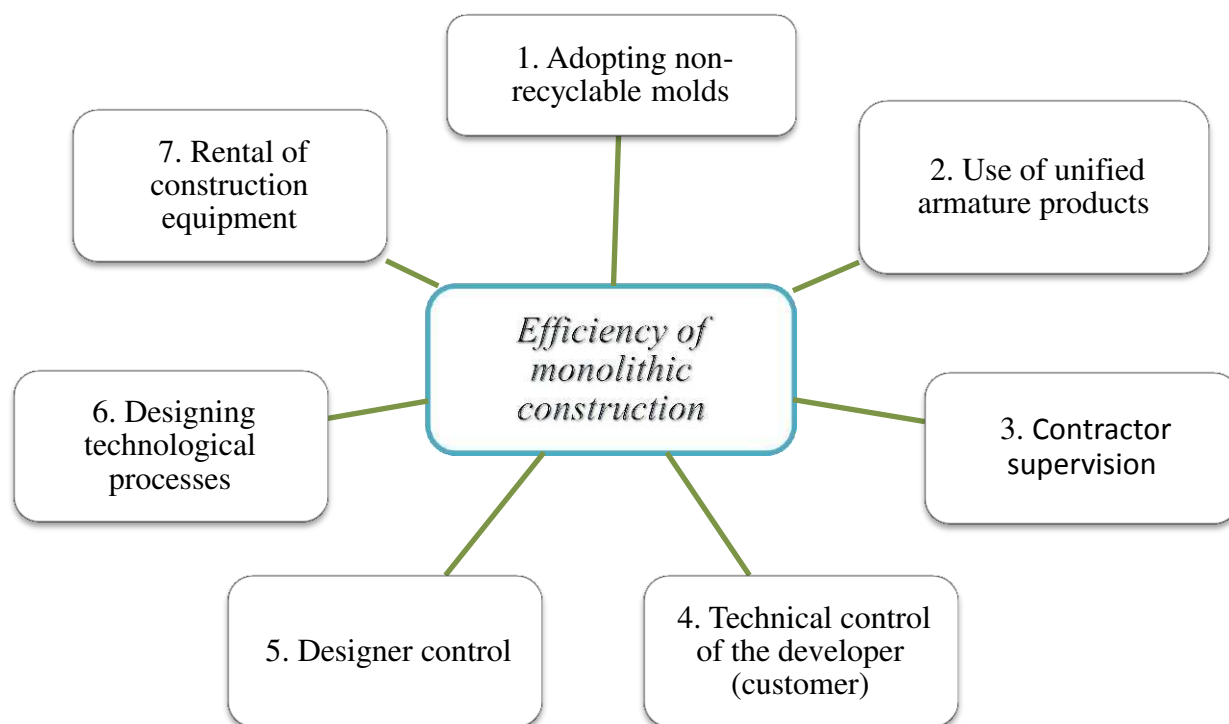 1. Adopting non-
recyclable molds
2. Use of unified
armature products
3. Contractor
supervision
4. Technical control
of the developer
(customer)
5. Designer control
6. Designing
technological
processes
7. Rental of
construction
equipment
Efficiency of
monolithic
construction